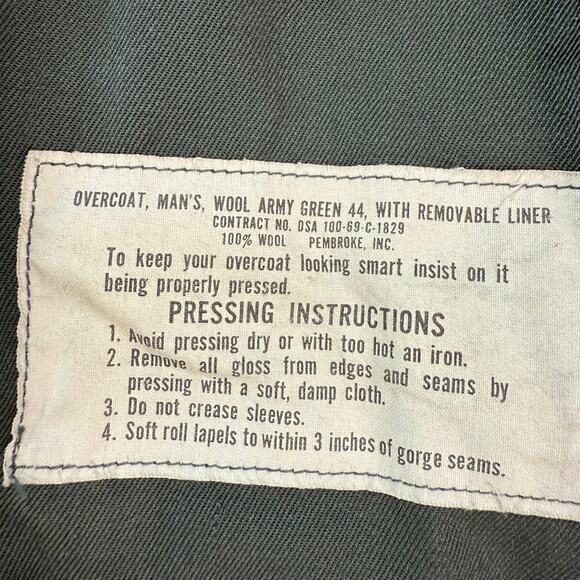 OVERCOAT, MAN'S, WOOL ARMY GREEN 44, WITH REMOVABLE LINER
CONTRACT NO. DSA 100-69-C-1829
100% WOOL PEMBROKE, INC.
To keep your overcoat looking smart insist on it
being properly pressed.
PRESSING INSTRUCTIONS
1. Avoid pressing dry or with too hot an iron.
2. Remove all gloss from edges and seams by
pressing with a soft, damp cloth.
3. Do not crease sleeves.
4. Soft roll lapels to within 3 inches of gorge seams.